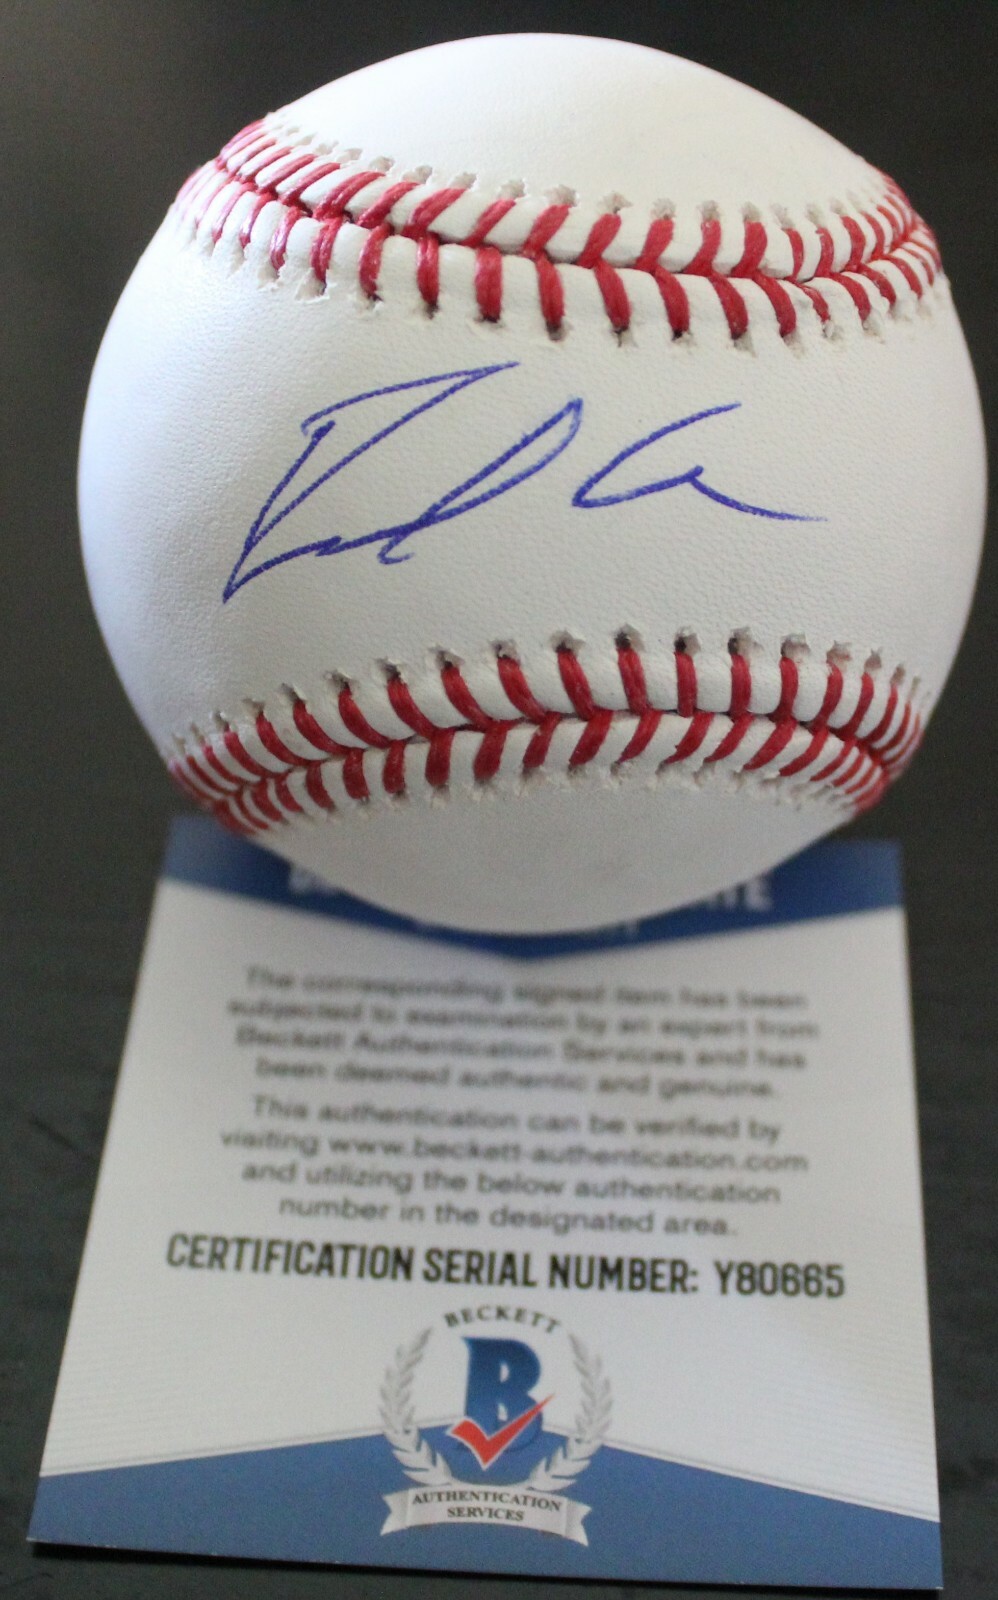 The corresponding signed item has been
subjected to examination by an expert from
Beckett Authentication Services and has
been deemed authentic and genuine.
This authentication can be verified by
visiting www.beckett-authentication.com
and utilizing the below authentication
number in the designated area.
CERTIFICATION SERIAL NUMBER: Y80665
BECKETT
B
AUTHENTICATION
SERVICES